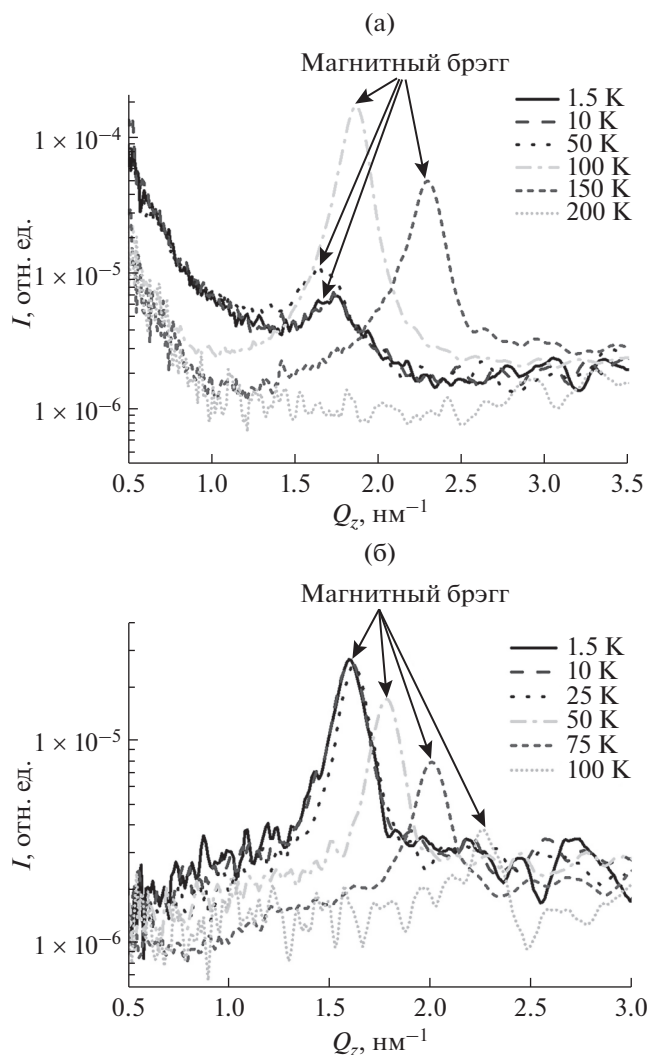 (а)
Магнитный брэгг
1.5 K
10 K
50 K
100 K
150 K
200 K
1 × 10⁻⁴
1 × 10⁻⁵
1 × 10⁻⁶
I, отн. ед.
0.5 1.0 1.5 2.0 2.5 3.0 3.5
Q_z, нм⁻¹
(б)
Магнитный брэгг
1.5 K
10 K
25 K
50 K
75 K
100 K
1 × 10⁻⁵
1 × 10⁻⁶
I, отн. ед.
0.5 1.0 1.5 2.0 2.5 3.0
Q_z, нм⁻¹